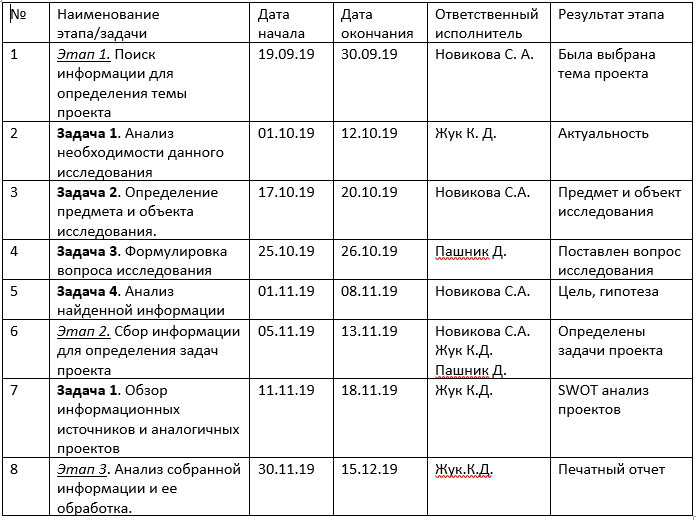 № Наименование этапа/задачи Дата начала Дата окончания Ответственный исполнитель Результат этапа
1 Этап 1. Поиск информации для определения темы проекта 19.09.19 30.09.19 Новикова С. А. Была выбрана тема проекта
2 Задача 1. Анализ необходимости данного исследования 01.10.19 12.10.19 Жук К. Д. Актуальность
3 Задача 2. Определение предмета и объекта исследования. 17.10.19 20.10.19 Новикова С.А. Предмет и объект исследования
4 Задача 3. Формулировка вопроса исследования 25.10.19 26.10.19 Пашник Д. Поставлен вопрос исследования
5 Задача 4. Анализ найденной информации 01.11.19 08.11.19 Новикова С.А. Цель, гипотеза
6 Этап 2. Сбор информации для определения задач проекта 05.11.19 13.11.19 Новикова С.А. Жук К.Д. Пашник Д. Определены задачи проекта
7 Задача 1. Обзор информационных источников и аналогичных проектов 11.11.19 18.11.19 Жук К.Д. SWOT анализ проектов
8 Этап 3. Анализ собранной информации и ее обработка. 30.11.19 15.12.19 Жук.К.Д. Печатный отчет